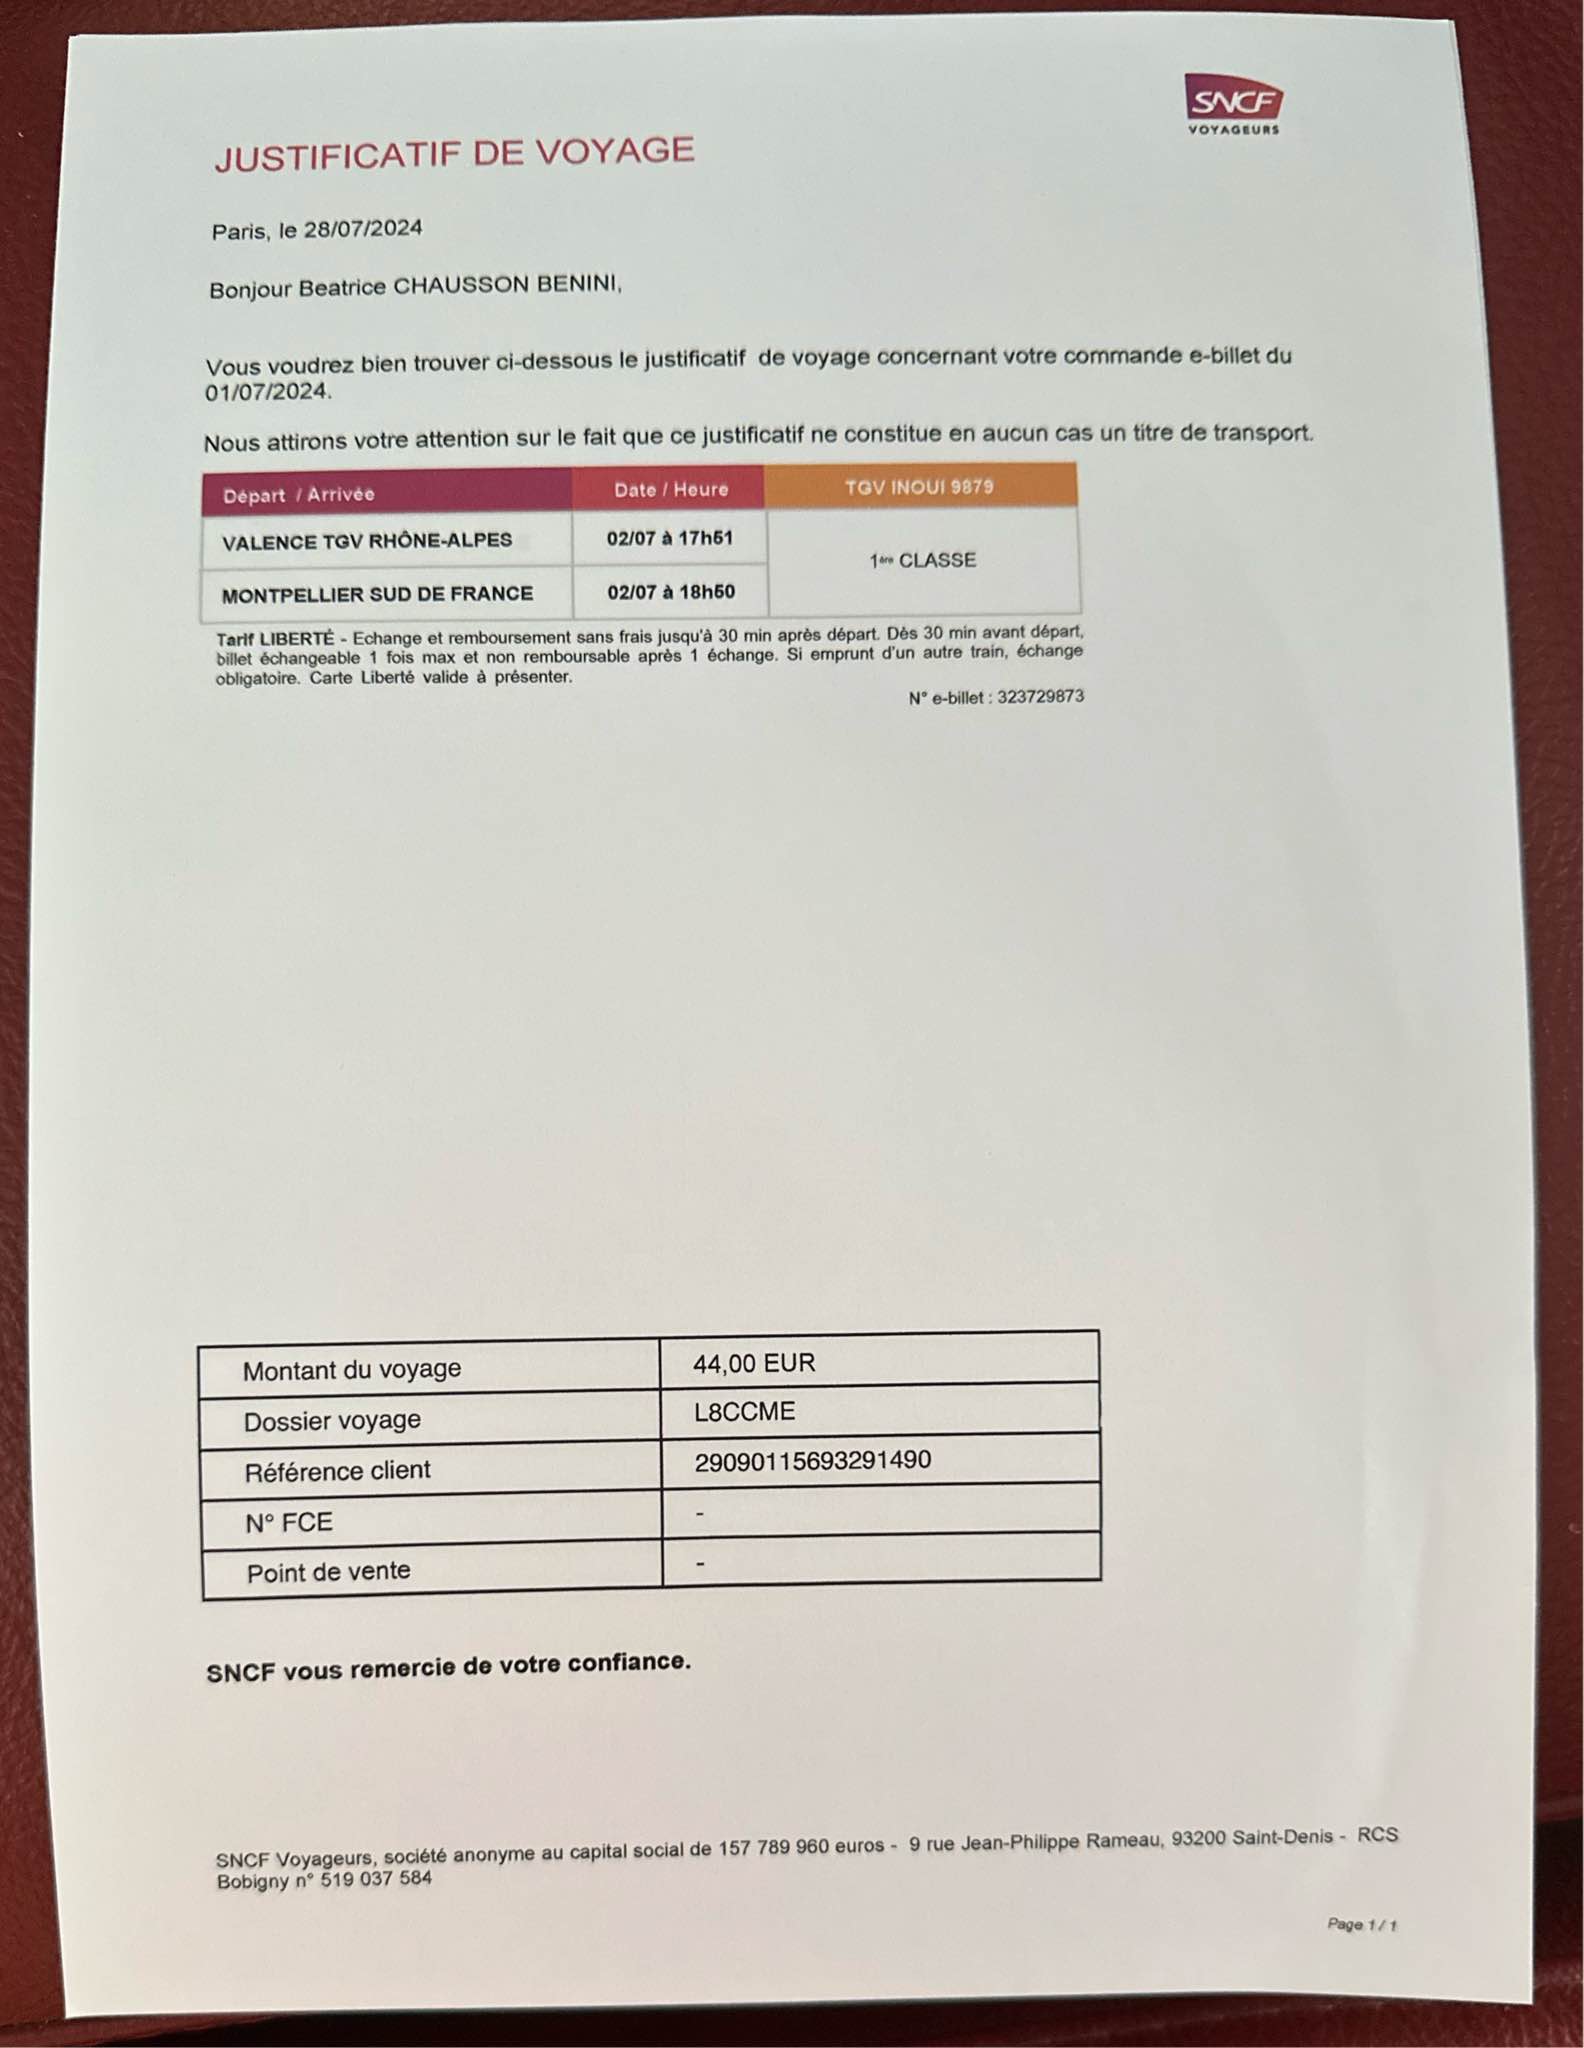 SNCF
VOYAGEURS
JUSTIFICATIF DE VOYAGE
Paris, le 28/07/2024
Bonjour Beatrice CHAUSSON BENINI,
Vous voudrez bien trouver ci-dessous le justificatif de voyage concernant votre commande e-billet du
01/07/2024.
Nous attirons votre attention sur le fait que ce justificatif ne constitue en aucun cas un titre de transport.
Départ / Arrivée Date / Heure TGV INOUI 9879
VALENCE TGV RHÔNE-ALPES 02/07 à 17h51
1ère CLASSE
MONTPELLIER SUD DE FRANCE 02/07 à 18h50
Tarif LIBERTÉ - Echange et remboursement sans frais jusqu'à 30 min après départ. Dès 30 min avant départ,
billet échangeable 1 fois max et non remboursable après 1 échange. Si emprunt d'un autre train, échange
obligatoire. Carte Liberté valide à présenter.
N° e-billet : 323729873
Montant du voyage 44,00 EUR
Dossier voyage L8CCME
Référence client 29090115693291490
N° FCE -
Point de vente -
SNCF vous remercie de votre confiance.
SNCF Voyageurs, société anonyme au capital social de 157 789 960 euros - 9 rue Jean-Philippe Rameau, 93200 Saint-Denis - RCS
Bobigny n° 519 037 584
Page 1 / 1